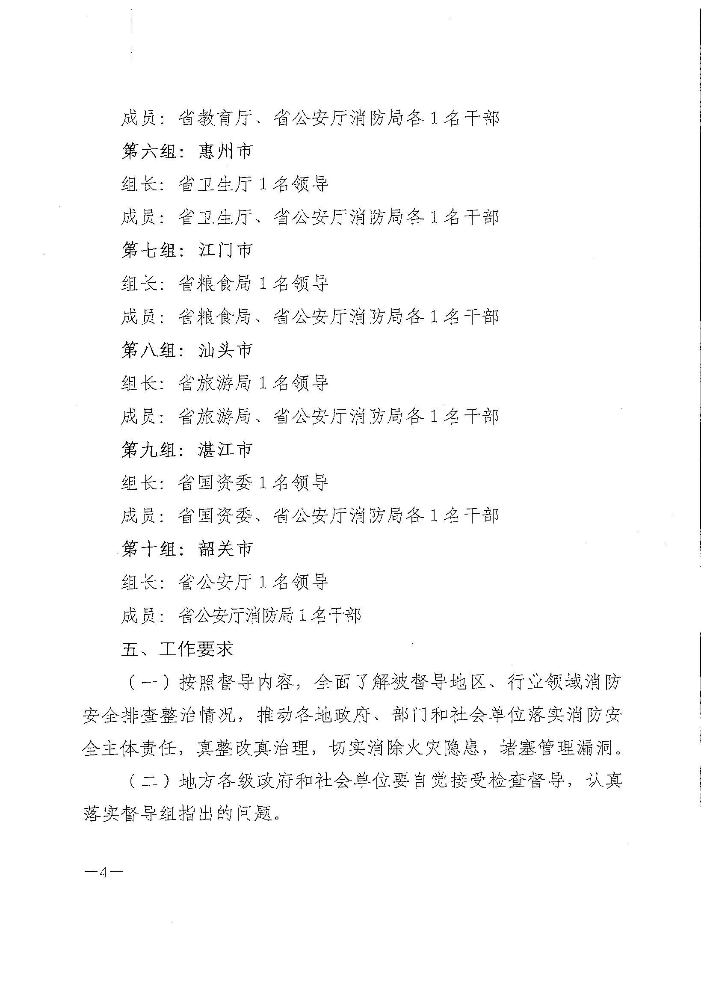 成员：省教育厅、省公安厅消防局各1名干部
第六组：惠州市
组长：省卫生厅1名领导
成员：省卫生厅、省公安厅消防局各1名干部
第七组：江门市
组长：省粮食局1名领导
成员：省粮食局、省公安厅消防局各1名干部
第八组：汕头市
组长：省旅游局1名领导
成员：省旅游局、省公安厅消防局各1名干部
第九组：湛江市
组长：省国资委1名领导
成员：省国资委、省公安厅消防局各1名干部
第十组：韶关市
组长：省公安厅1名领导
成员：省公安厅消防局1名干部
五、工作要求
（一）按照督导内容，全面了解被督导地区、行业领域消防
安全排查整治情况，推动各地政府、部门和社会单位落实消防安
全主体责任，真整改真治理，切实消除火灾隐患，堵塞管理漏洞。
（二）地方各级政府和社会单位要自觉接受检查督导，认真
落实督导组指出的问题。
—4—